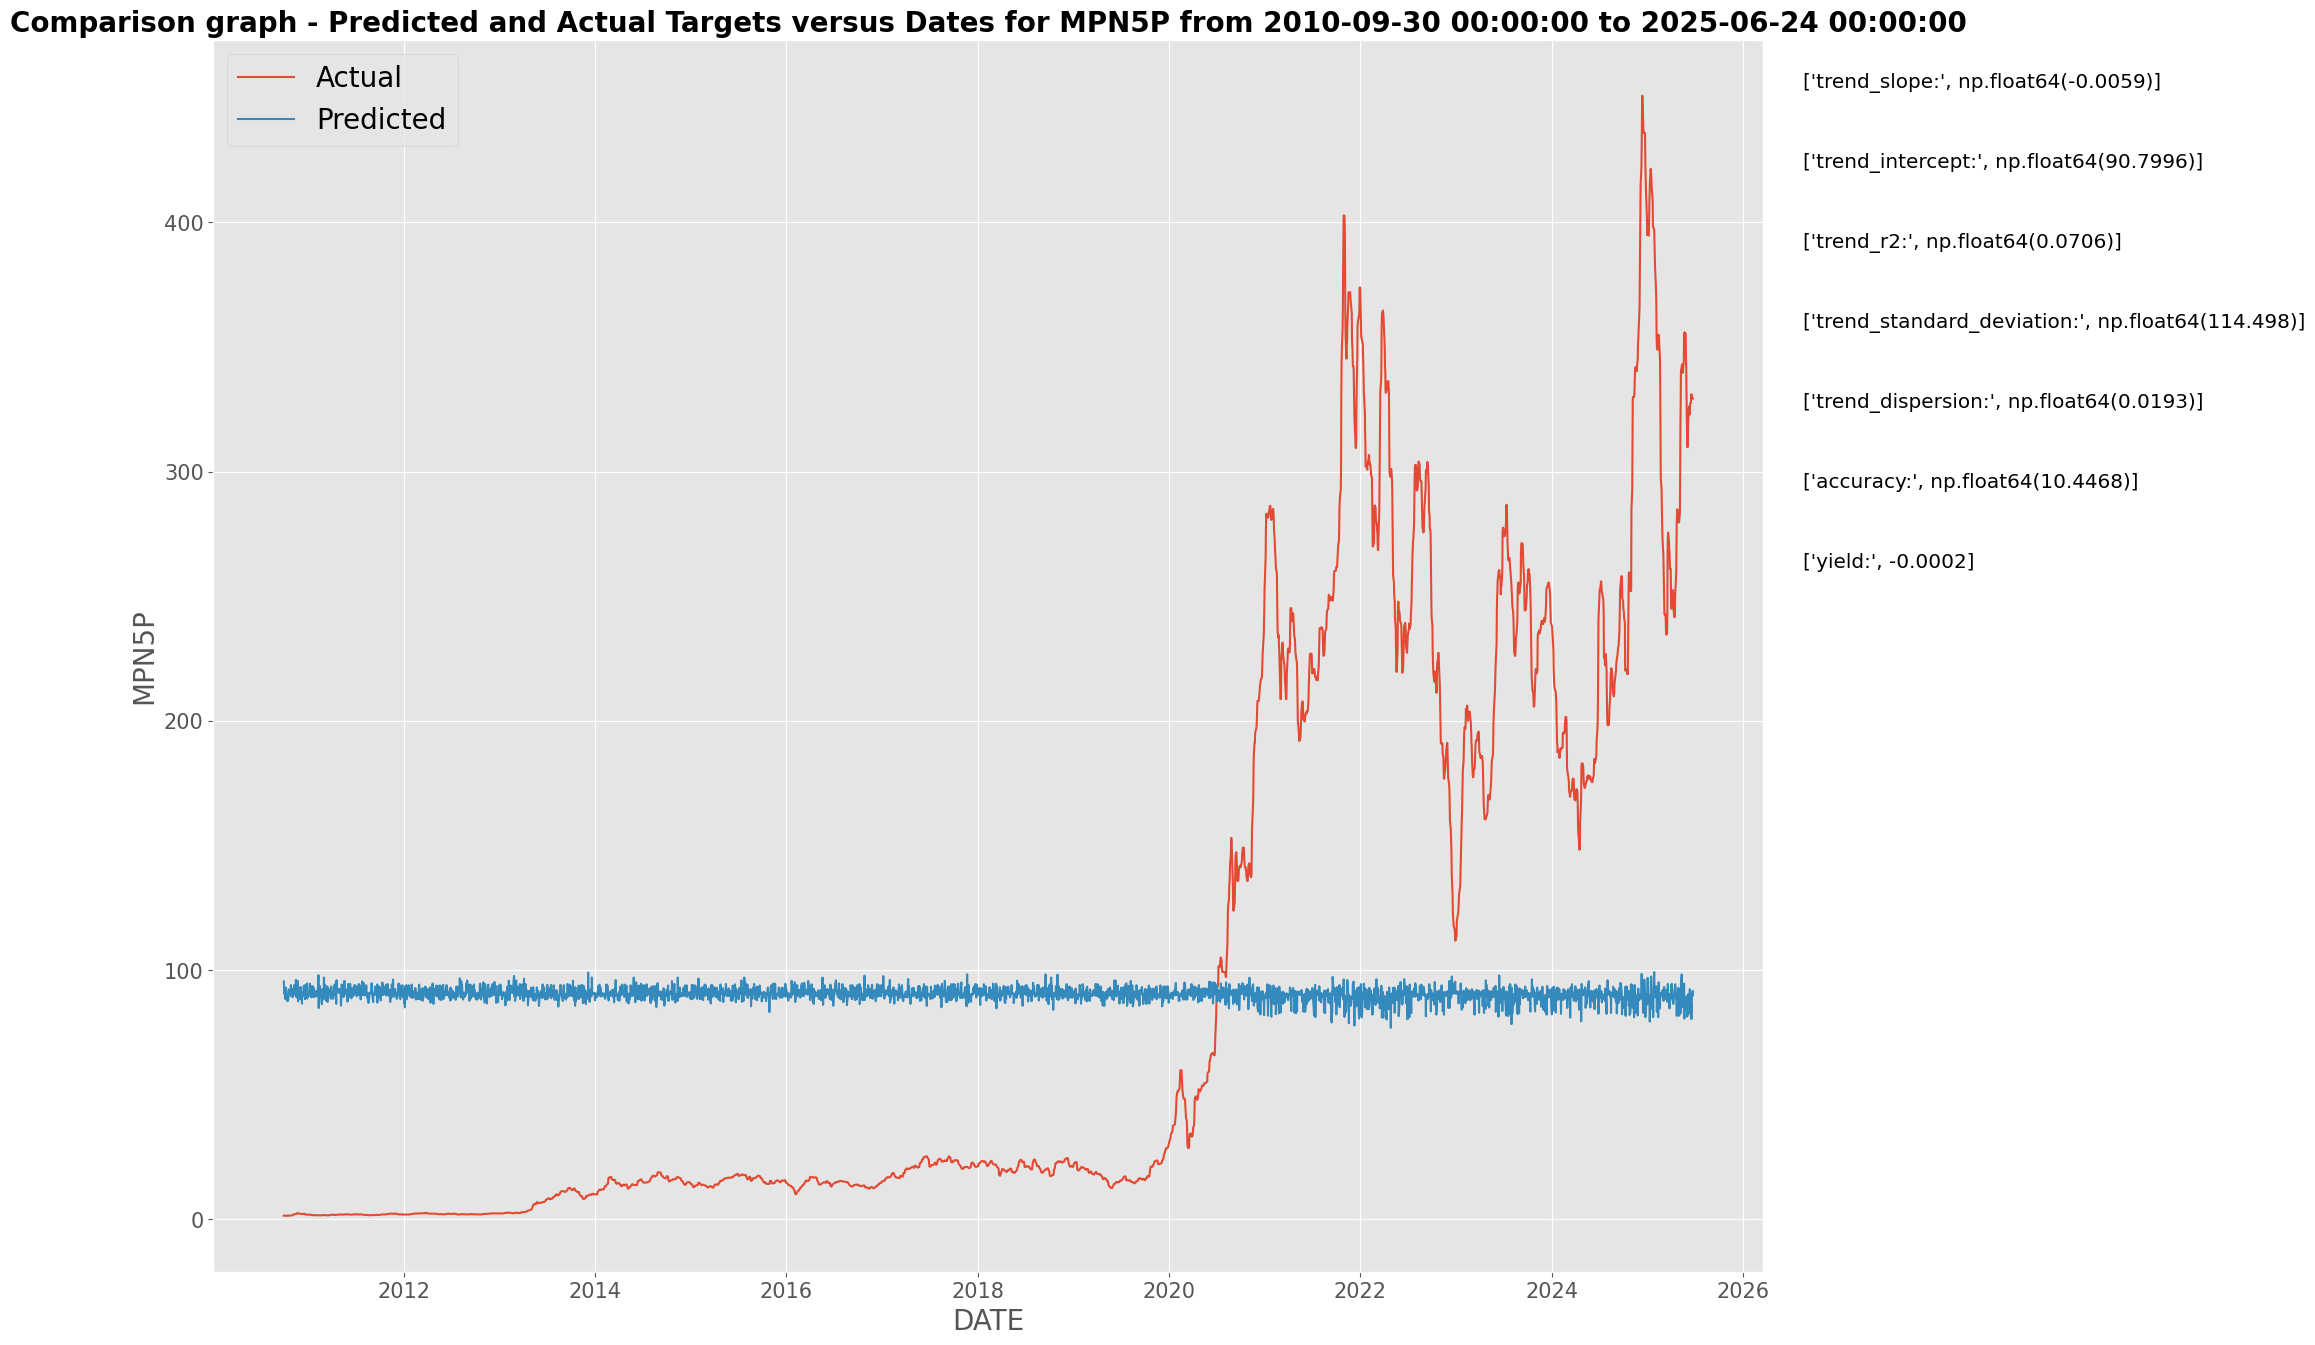 Comparison graph - Predicted and Actual Targets versus Dates for MPN5P from 2010-09-30 00:00:00 to 2025-06-24 00:00:00
Actual
Predicted
['trend_slope:', np.float64(-0.0059)]
['trend_intercept:', np.float64(90.7996)]
['trend_r2:', np.float64(0.0706)]
['trend_standard_deviation:', np.float64(114.498)]
['trend_dispersion:', np.float64(0.0193)]
['accuracy:', np.float64(10.4468)]
['yield:', -0.0002]
MPN5P
400
300
200
100
0
2012 2014 2016 2018 2020 2022 2024 2026
DATE